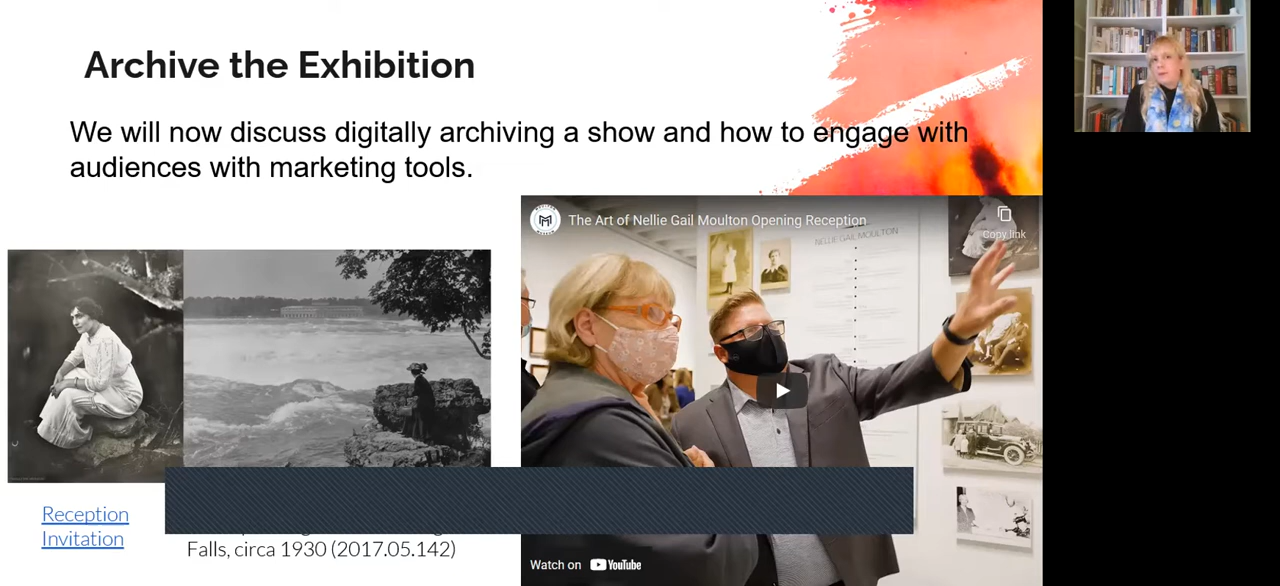 Archive the Exhibition
We will now discuss digitally archiving a show and how to engage with
audiences with marketing tools.
The Art of Nellie Gail Moulton Opening Reception
Copy link
NELLIE GAIL MOULTON
Reception
Invitation
Falls, circa 1930 (2017.05.142)
Watch on YouTube